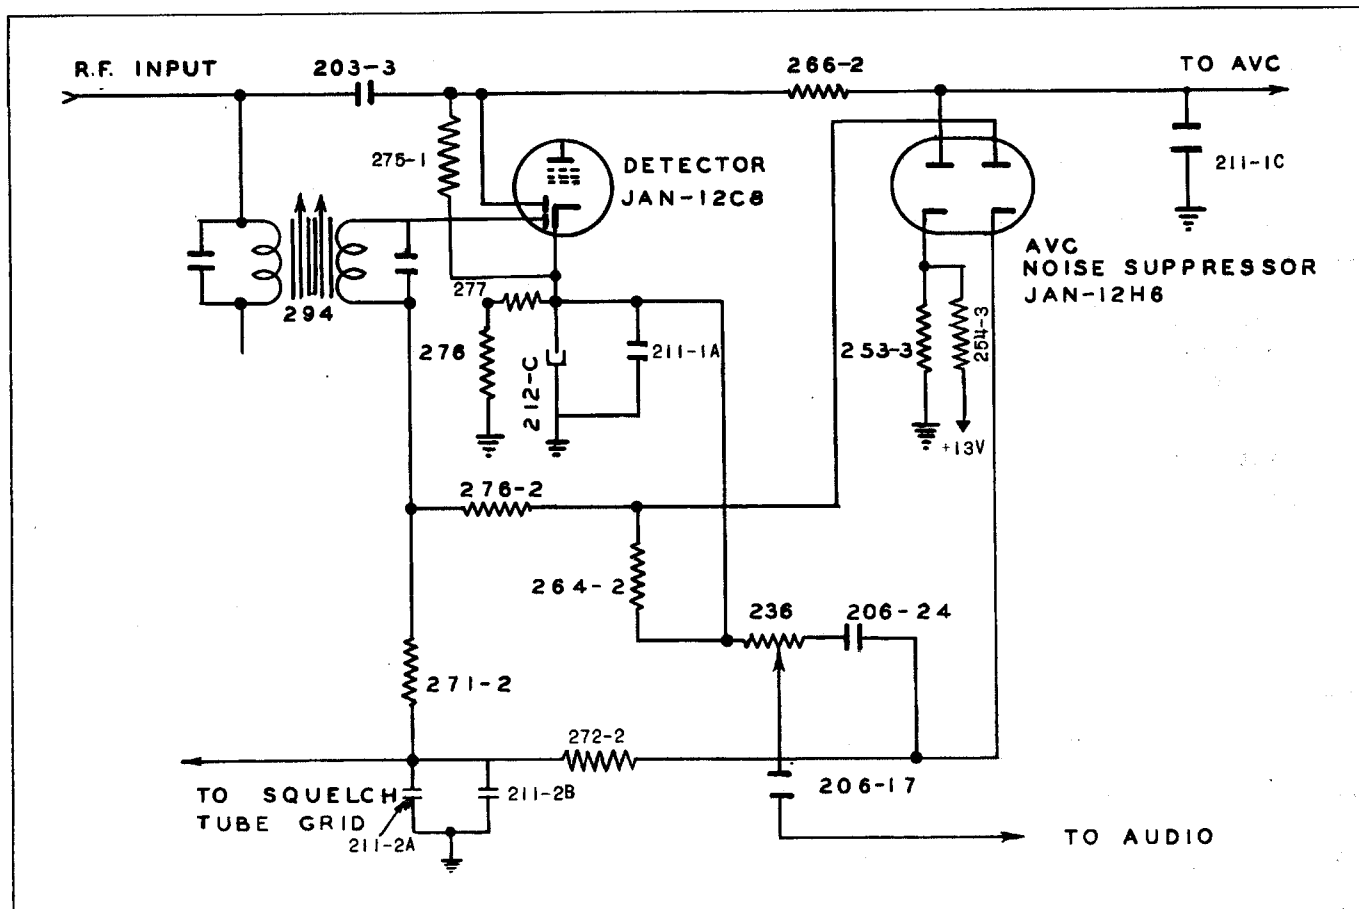 R.F. INPUT
203-3
266-2
TO AVC
275-1
DETECTOR
JAN-12C8
211-1C
AVC
NOISE SUPPRESSOR
JAN-12H6
294
277
276
212-C
211-1A
253-3
254-3
+13V
276-2
264-2
236
206-24
271-2
272-2
TO SQUELCH
TUBE GRID
211-2A
211-2B
206-17
TO AUDIO